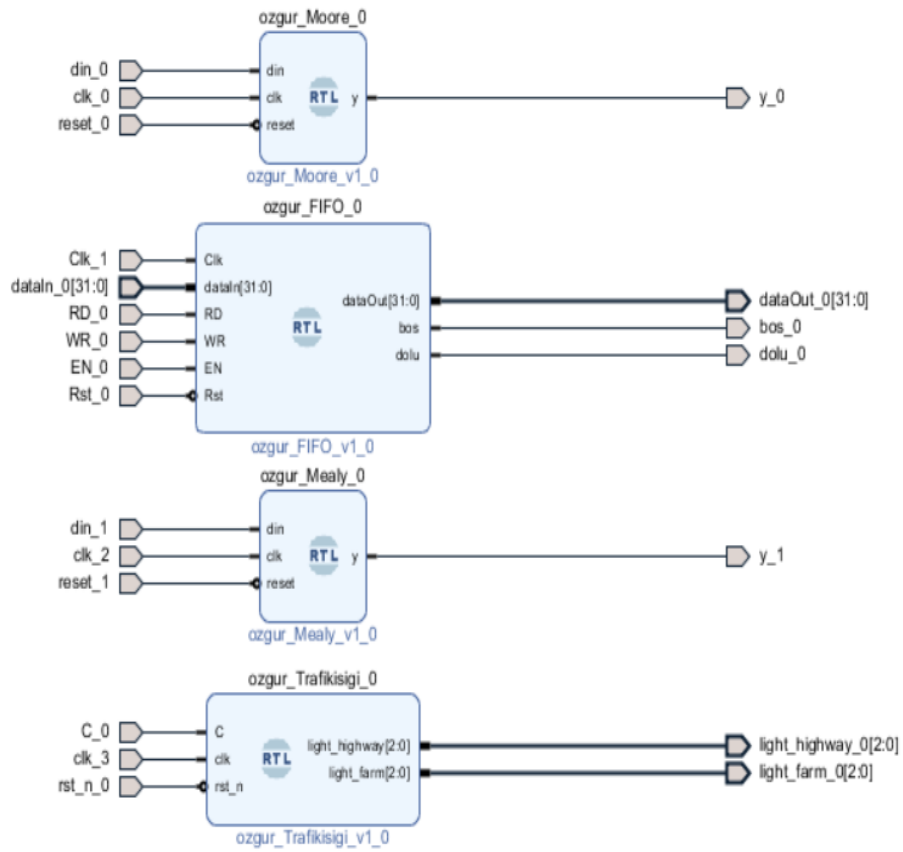 ozgur_Moore_0
din_0 din
clk_0 clk RTL y y_0
reset_0 reset
ozgur_Moore_v1_0
ozgur_FIFO_0
Clk_1 Clk
dataIn_0[31:0] dataIn[31:0] dataOut[31:0] dataOut_0[31:0]
RD_0 RD RTL bos bos_0
WR_0 WR dolu dolu_0
EN_0 EN
Rst_0 Rst
ozgur_FIFO_v1_0
ozgur_Mealy_0
din_1 din
clk_2 clk RTL y y_1
reset_1 reset
ozgur_Mealy_v1_0
ozgur_Trafikisigi_0
C_0 C light_highway[2:0] light_highway_0[2:0]
clk_3 clk RTL light_farm[2:0] light_farm_0[2:0]
rst_n_0 rst_n
ozgur_Trafikisigi_v1_0